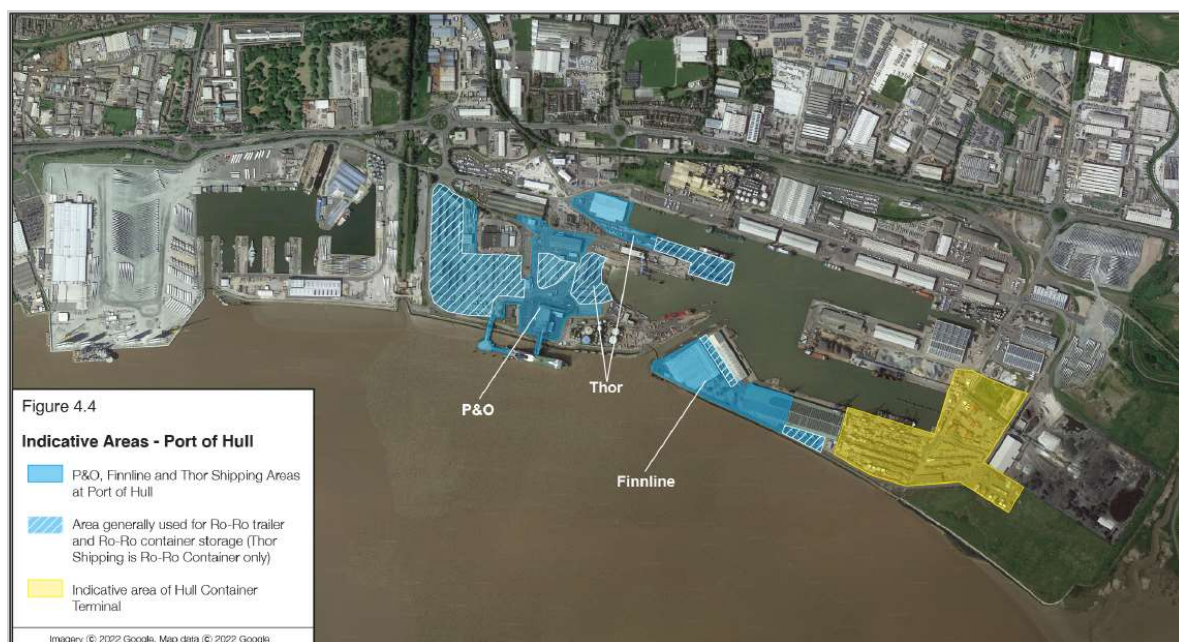 P&O
Thor
Finnline
Figure 4.4
Indicative Areas - Port of Hull
P&O, Finnline and Thor Shipping Areas
at Port of Hull
Area generally used for Ro-Ro trailer
and Ro-Ro container storage (Thor
Shipping is Ro-Ro Container only)
Indicative area of Hull Container
Terminal
Imagery © 2022 Google, Map data © 2022 Google